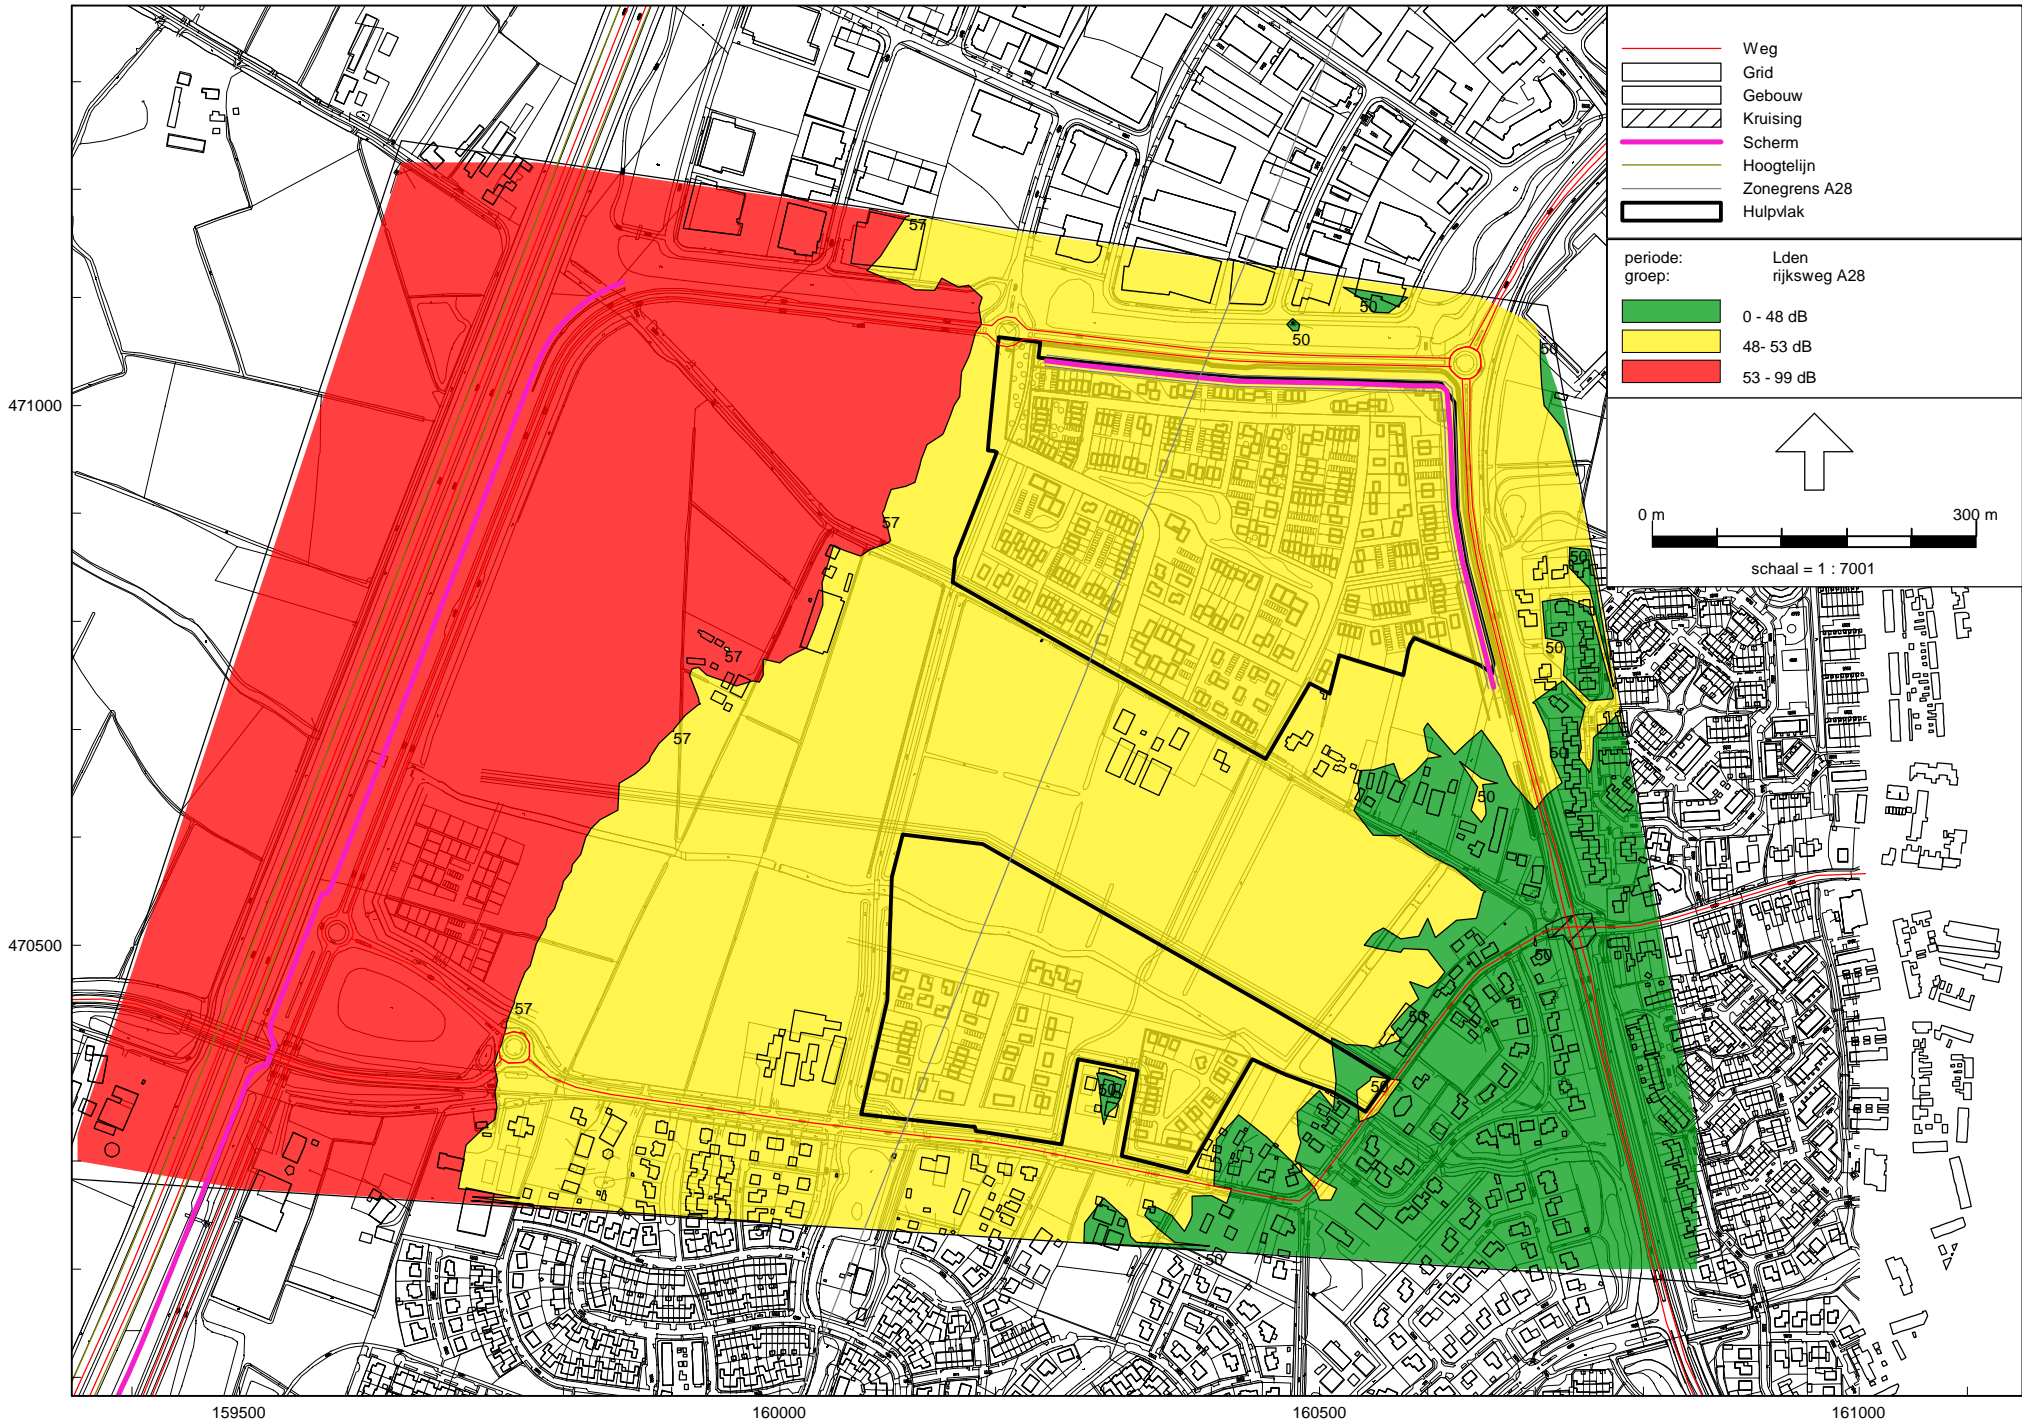 Weg
Grid
Gebouw
Kruising
Scherm
Hoogtelijn
Zonegrens A28
Hulpvlak
periode: Lden
groep: rijksweg A28
0 - 48 dB
48- 53 dB
53 - 99 dB
0 m 300 m
schaal = 1 : 7001
57
50
50
50
471000
57
50
57
50
57
50
50
470500
50
57
50
50
50
50
159500 160000 160500 161000